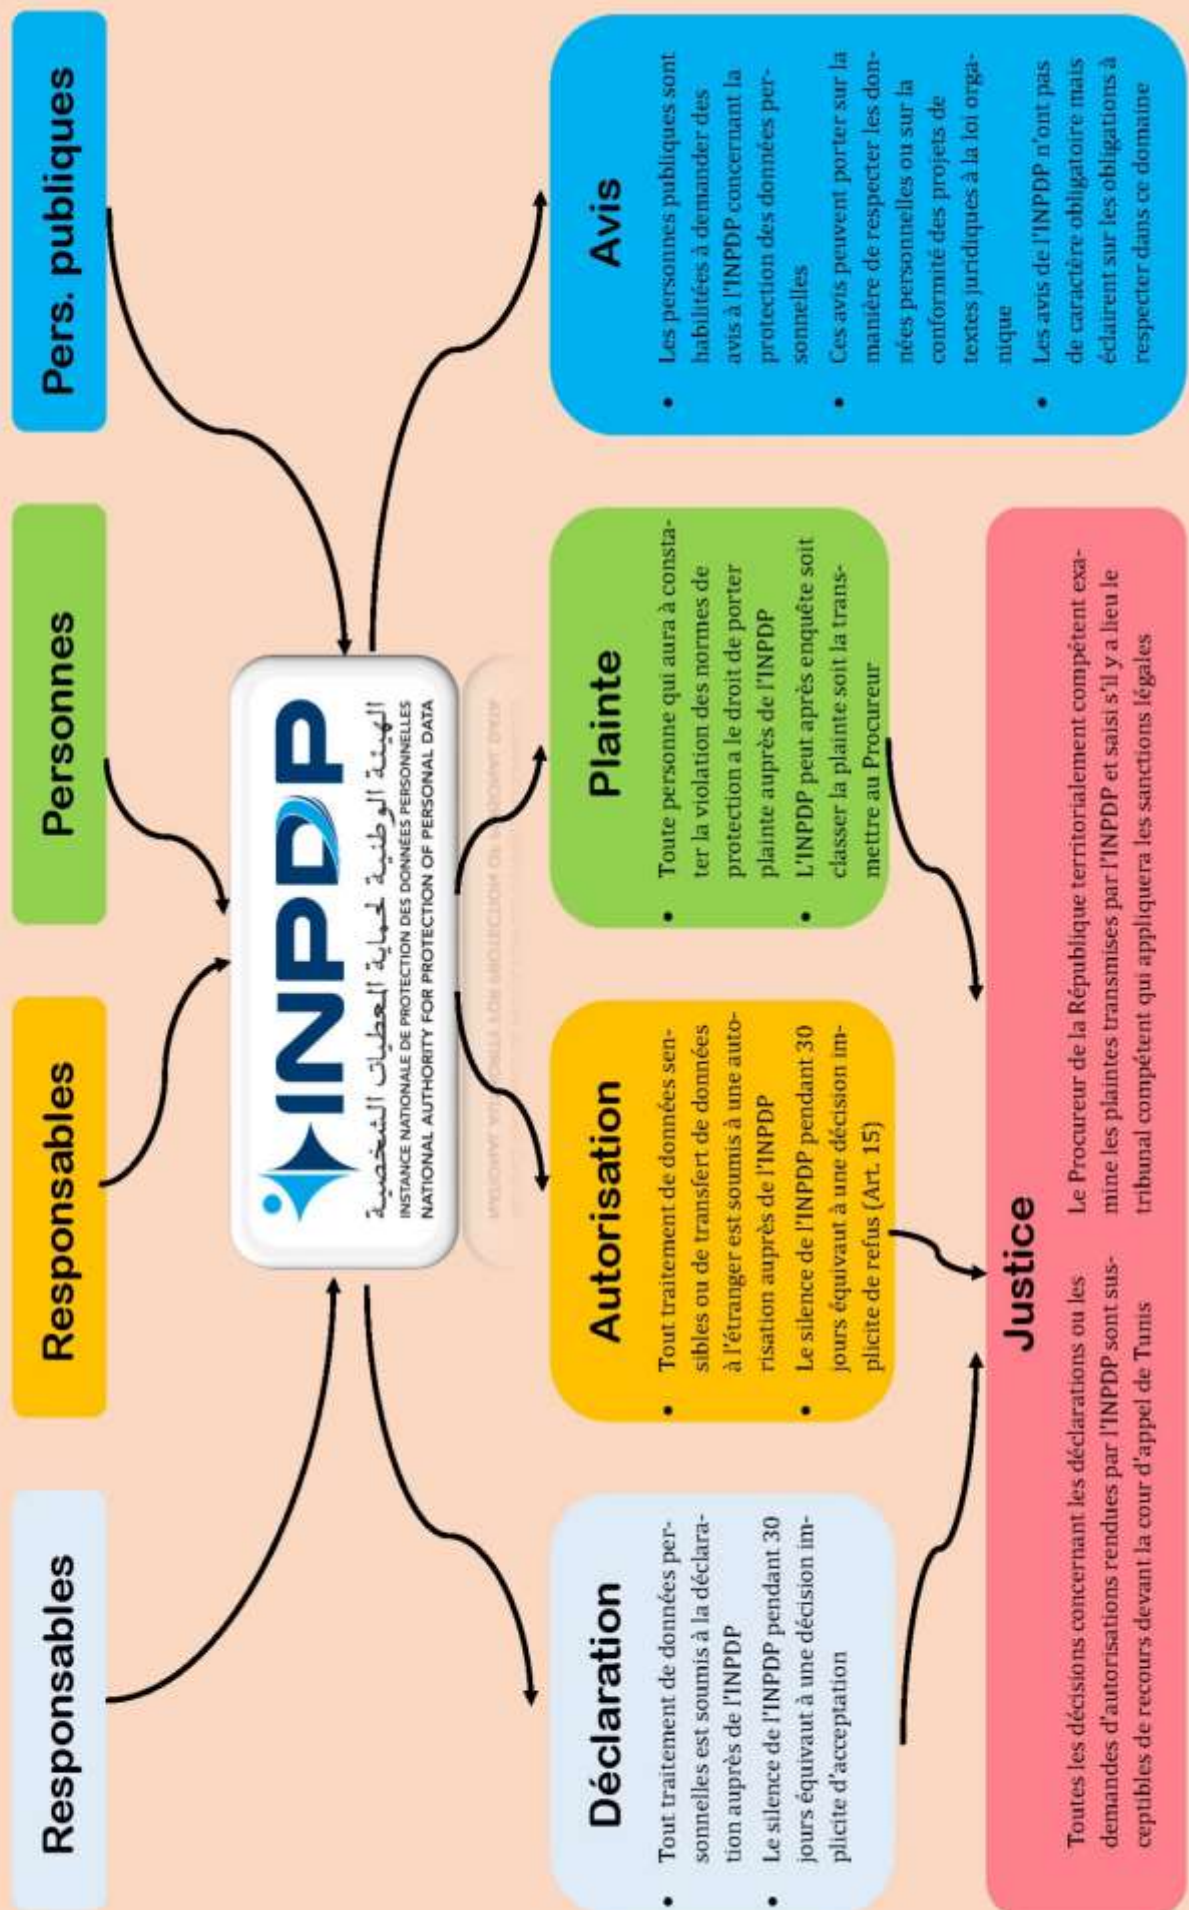 Responsables
Responsables
Personnes
Pers. publiques
INPDP
الهيئة الوطنية لحماية المعطيات الشخصية
INSTANCE NATIONALE DE PROTECTION DES DONNÉES PERSONNELLES
NATIONAL AUTHORITY FOR PROTECTION OF PERSONAL DATA
Déclaration
• Tout traitement de données per-
sonnelles est soumis à la déclara-
tion auprès de l'INPDP
• Le silence de l'INPDP pendant 30
jours équivaut à une décision im-
plicite d'acceptation
Autorisation
• Tout traitement de données sen-
sibles ou de transfert de données
à l'étranger est soumis à une auto-
risation auprès de l'INPDP
• Le silence de l'INPDP pendant 30
jours équivaut à une décision im-
plicite de refus (Art. 15)
Plainte
• Toute personne qui aura à consta-
ter la violation des normes de
protection a le droit de porter
plainte auprès de l'INPDP
• L'INPDP peut après enquête soit
classer la plainte soit la trans-
mettre au Procureur
Avis
• Les personnes publiques sont
habilitées à demander des
avis à l'INPDP concernant la
protection des données per-
sonnelles
• Ces avis peuvent porter sur la
manière de respecter les don-
nées personnelles ou sur la
conformité des projets de
textes juridiques à la loi orga-
nique
• Les avis de l'INPDP n'ont pas
de caractère obligatoire mais
éclairent sur les obligations à
respecter dans ce domaine
Justice
Toutes les décisions concernant les déclarations ou les
demandes d'autorisations rendues par l'INPDP sont sus-
ceptibles de recours devant la cour d'appel de Tunis
Le Procureur de la République territorialement compétent exa-
mine les plaintes transmises par l'INPDP et saisi s'il y a lieu le
tribunal compétent qui appliquera les sanctions légales